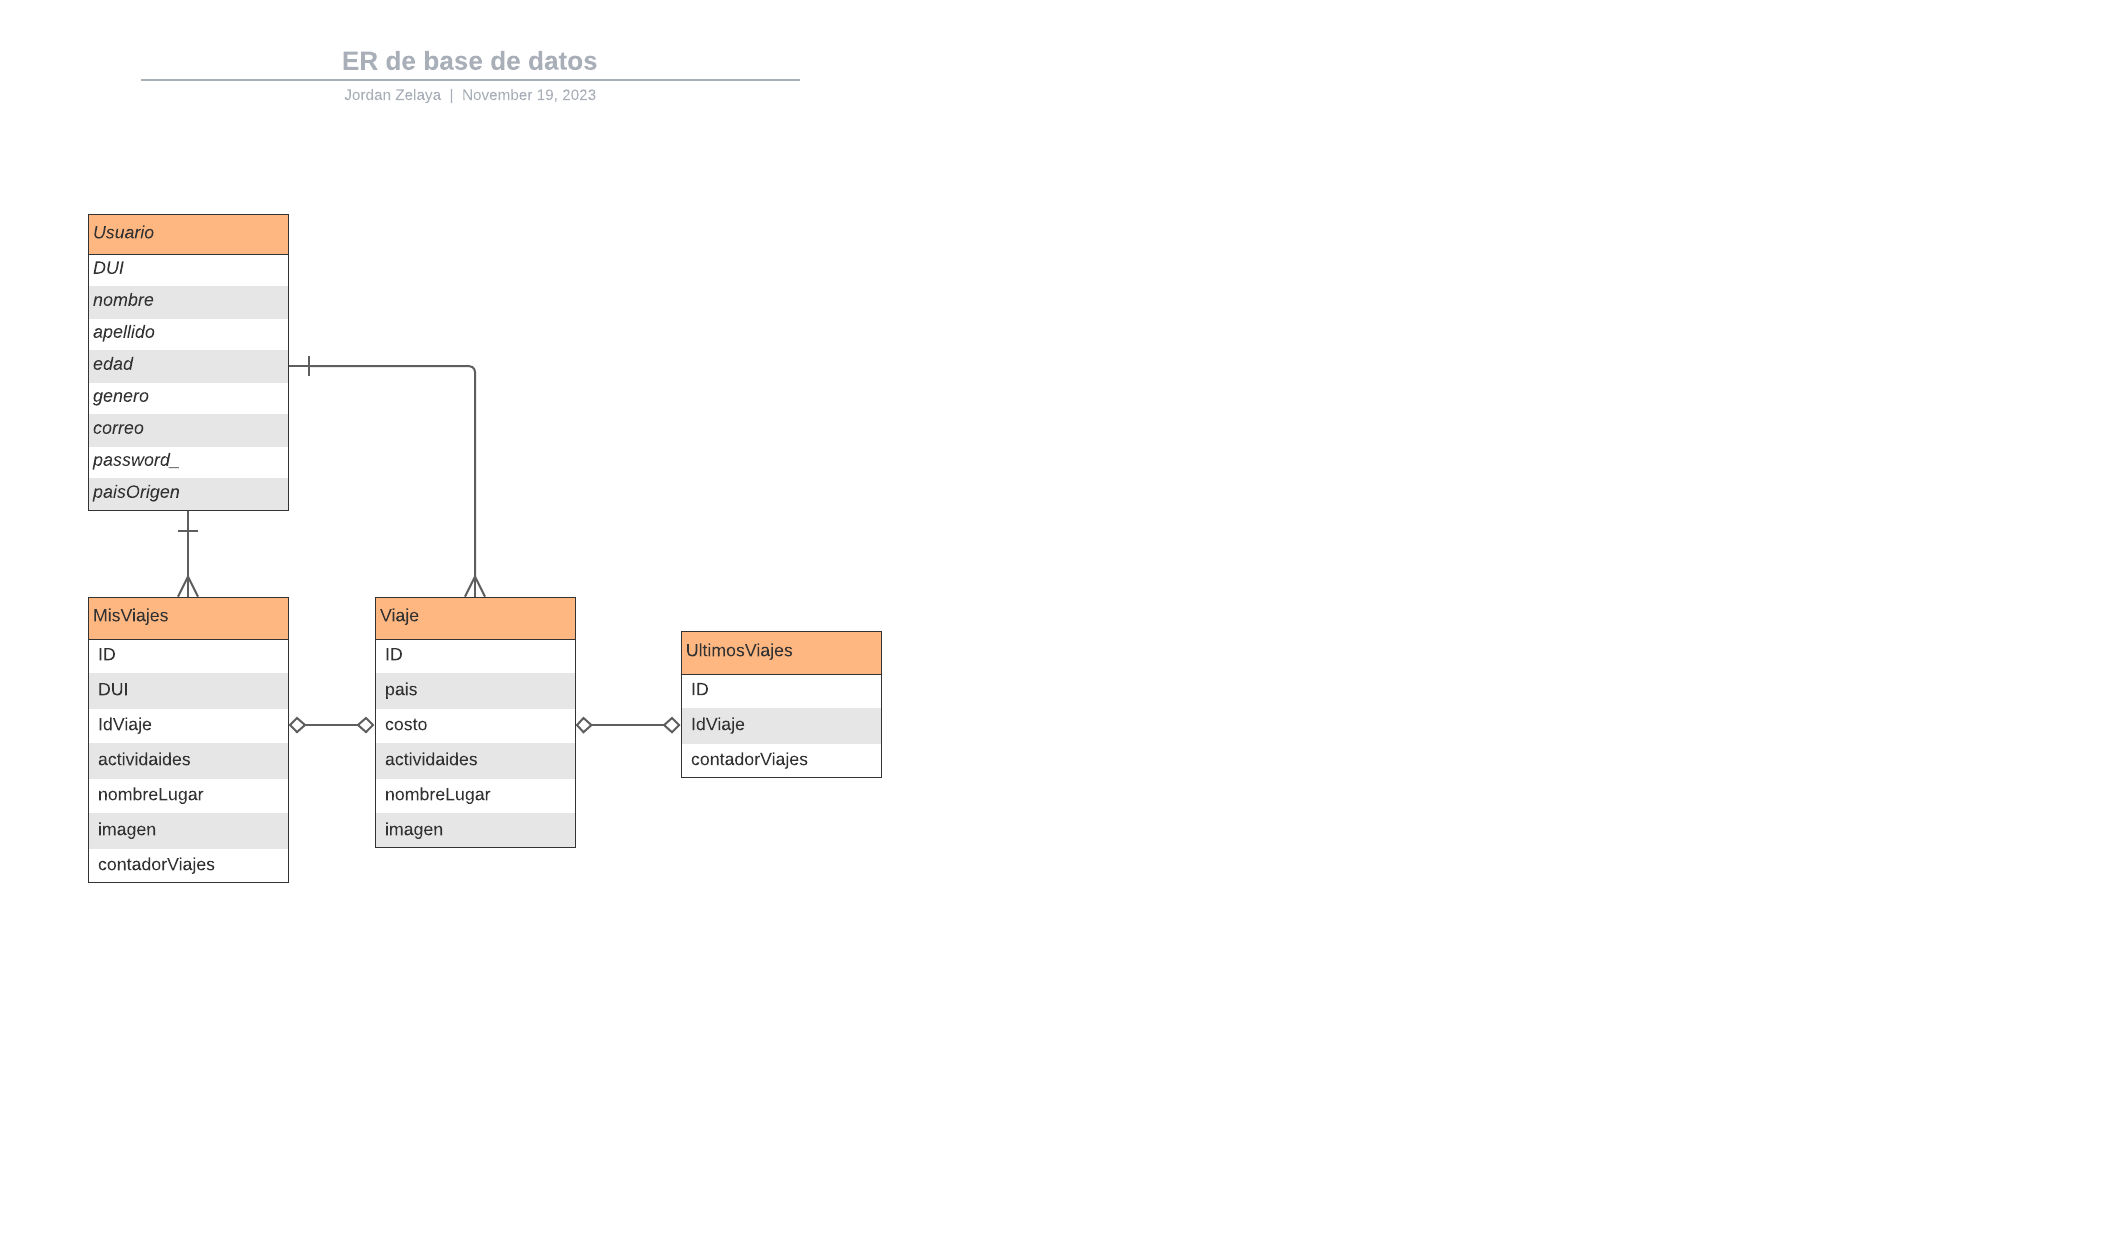 ER de base de datos
Jordan Zelaya | November 19, 2023
Usuario
DUI
nombre
apellido
edad
genero
correo
password_
paisOrigen
MisViajes
ID
DUI
IdViaje
actividaides
nombreLugar
imagen
contadorViajes
Viaje
ID
pais
costo
actividaides
nombreLugar
imagen
UltimosViajes
ID
IdViaje
contadorViajes